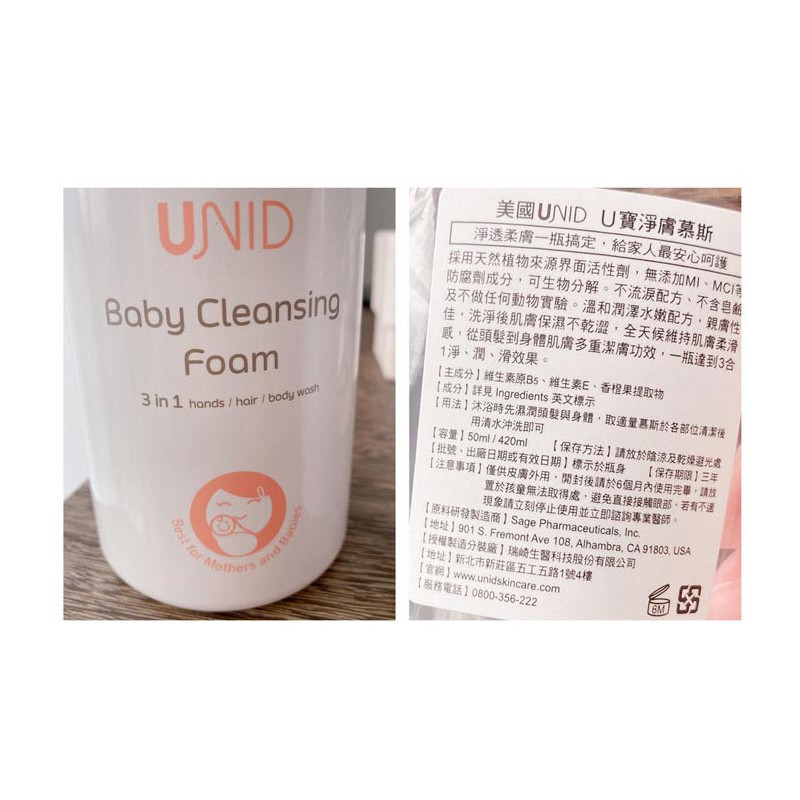 UNID
Baby Cleansing
Foam
3 in 1 hands / hair / body wash
Best for Mothers and Babies
美國UNID U寶淨膚慕斯
淨透柔膚一瓶搞定，給家人最安心呵護
採用天然植物來源界面活性劑，無添加MI、MCI等
防腐劑成分，可生物分解。不流淚配方、不含皂鹼
及不做任何動物實驗。溫和潤澤水嫩配方，親膚性
佳，洗淨後肌膚保濕不乾澀，全天候維持肌膚柔滑
感，從頭髮到身體肌膚多重潔膚功效，一瓶達到3合
1淨、潤、滑效果。
【主成分】維生素原B5、維生素E、香橙果提取物
【成分】詳見 Ingredients 英文標示
【用法】沐浴時先濕潤頭髮與身體，取適量慕斯於各部位清潔後
用清水沖洗即可
【容量】50ml / 420ml 【保存方法】請放於陰涼及乾燥避光處
【批號、出廠日期或有效日期】標示於瓶身 【保存期限】三年
【注意事項】僅供皮膚外用，開封後請於6個月內使用完畢，請放
置於孩童無法取得處，避免直接接觸眼部，若有不適
現象請立刻停止使用並立即諮詢專業醫師。
【原料研發製造商】Sage Pharmaceuticals, Inc.
【地址】901 S. Fremont Ave 108, Alhambra, CA 91803, USA
【授權製造分裝廠】瑞崎生醫科技股份有限公司
【地址】新北市新莊區五工五路1號4樓
【官網】www.unidskincare.com
【服務電話】0800-356-222
6M